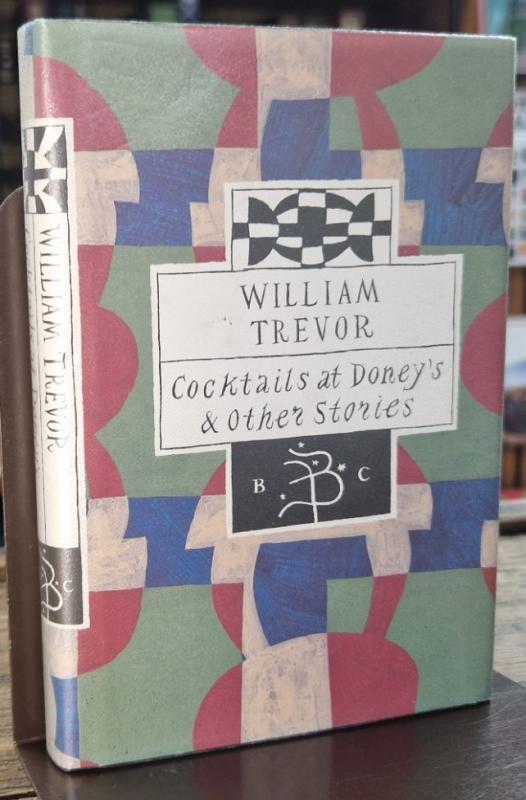 WILLIAM
TREVOR
Cocktails at Doney's
& Other Stories
B C
WILLIAM TREVOR